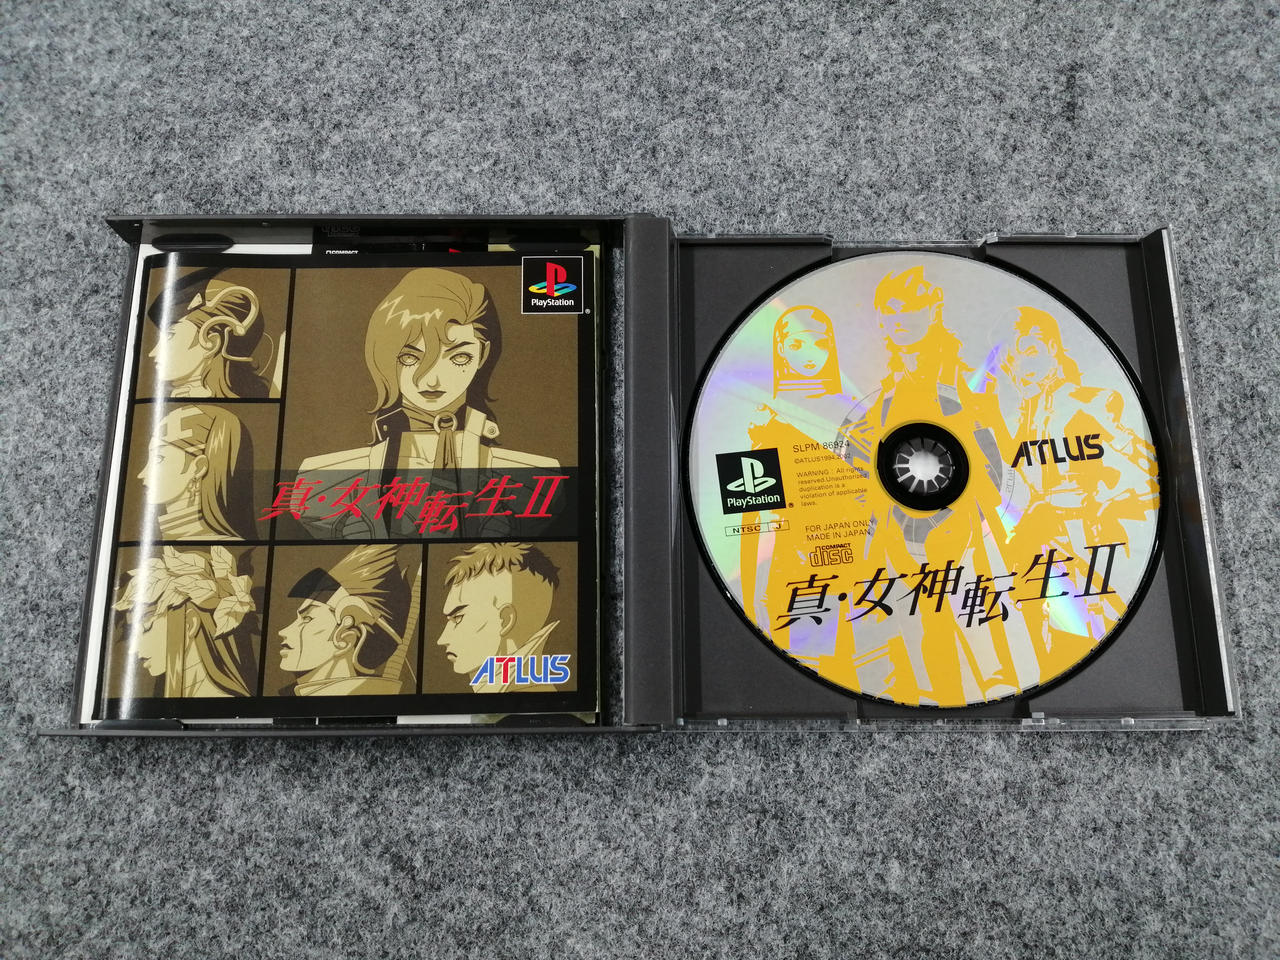 DISC
COMPACT
PlayStation
真・女神転生II
ATLUS
SLPM 86924
©ATLUS1994,2002
WARNING : All rights
reserved.Unauthorized
duplication is a
violation of applicable
laws.
PlayStation
NTSC J
FOR JAPAN ONLY
MADE IN JAPAN
COMPACT
disc
ATLUS
真・女神転生II